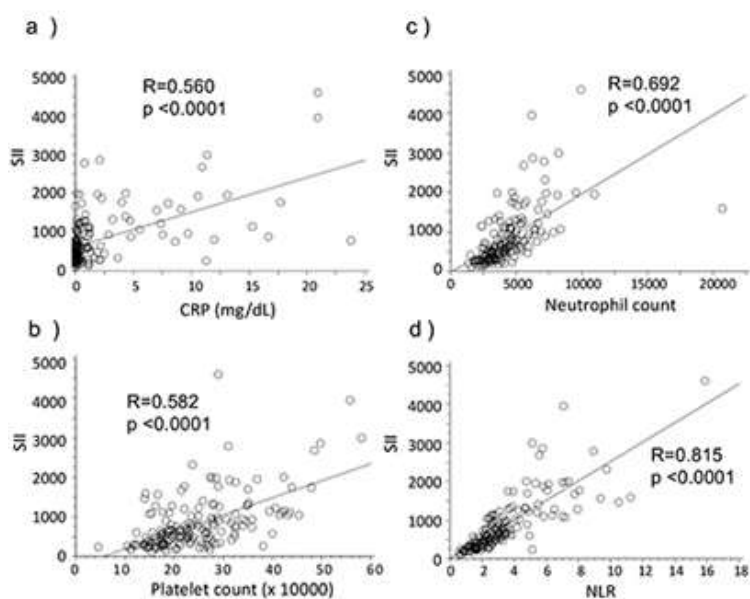 a )
R=0.560
p <0.0001
SII
5000
4000
3000
2000
1000
0
0 5 10 15 20 25
CRP (mg/dL)
b )
R=0.582
p <0.0001
SII
5000
4000
3000
2000
1000
0
0 10 20 30 40 50 60
Platelet count (x 10000)
c )
R=0.692
p <0.0001
SII
5000
4000
3000
2000
1000
0
0 5000 10000 15000 20000
Neutrophil count
d )
R=0.815
p <0.0001
SII
5000
4000
3000
2000
1000
0
0 2 4 6 8 10 12 14 16 18
NLR